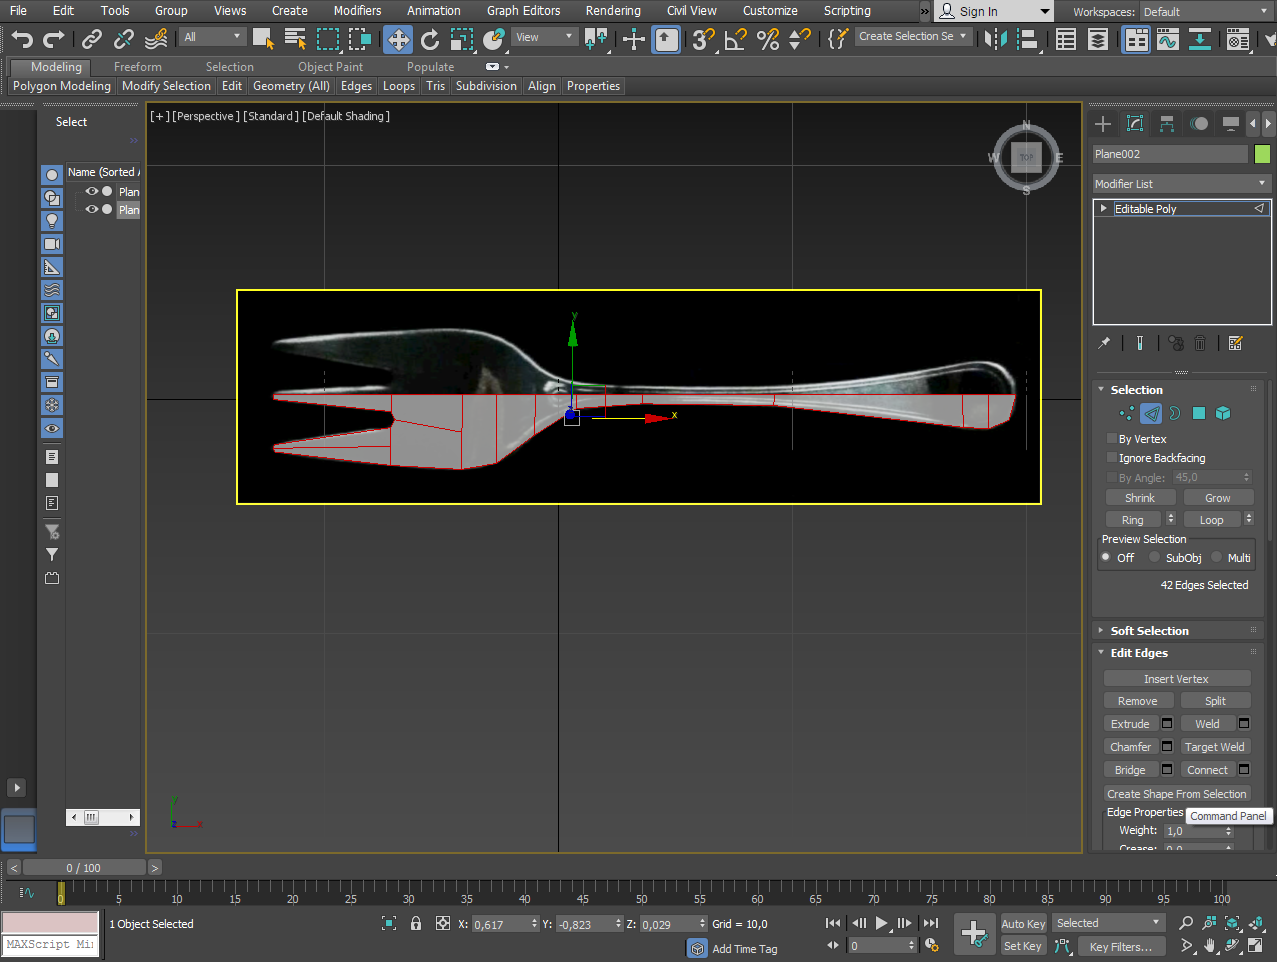 File Edit Tools Group Views Create Modifiers Animation Graph Editors Rendering Civil View Customize Scripting » Sign In Workspaces: Default
All View Create Selection Se
Modeling Freeform Selection Object Paint Populate
Polygon Modeling Modify Selection Edit Geometry (All) Edges Loops Tris Subdivision Align Properties
Select
Name (Sorted A
Plan
Plan
[+] [Perspective] [Standard] [Default Shading]
N
W TOP E
S
y
z
x
y
z x
Plane002
Modifier List
Editable Poly
Selection
By Vertex
Ignore Backfacing
By Angle: 45,0
Shrink Grow
Ring Loop
Preview Selection
Off SubObj Multi
42 Edges Selected
Soft Selection
Edit Edges
Insert Vertex
Remove Split
Extrude Weld
Chamfer Target Weld
Bridge Connect
Create Shape From Selection
Edge Properties
Command Panel
Weight: 1,0
Crease: 0,0
< 0 / 100 >
0 5 10 15 20 25 30 35 40 45 50 55 60 65 70 75 80 85 90 95 100
1 Object Selected X: 0,617 Y: -0,823 Z: 0,029 Grid = 10,0 Auto Key Selected
MAXScript Mi
Add Time Tag 0 Set Key Key Filters...